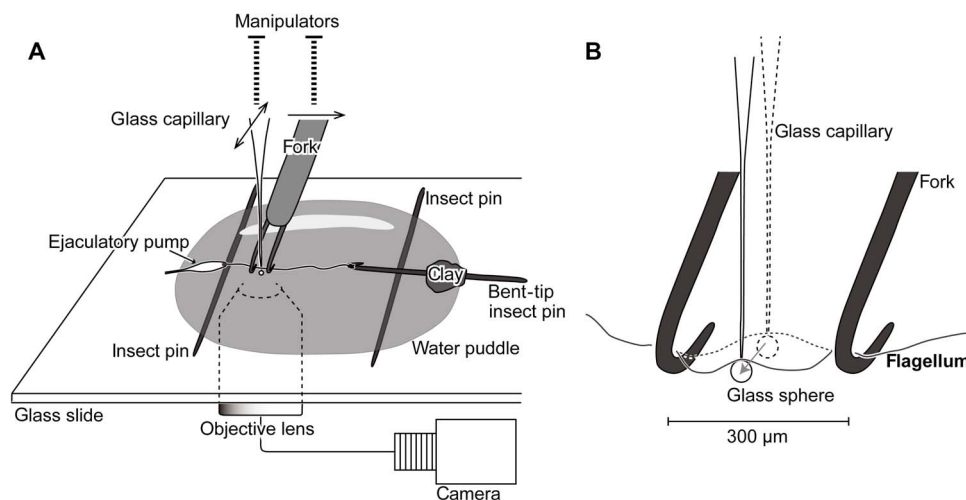 Manipulators
A
Glass capillary
Fork
Insect pin
Ejaculatory pump
Clay
Bent-tip
insect pin
Insect pin
Water puddle
Glass slide
Objective lens
Camera
B
Glass capillary
Fork
Flagellum
Glass sphere
300 µm